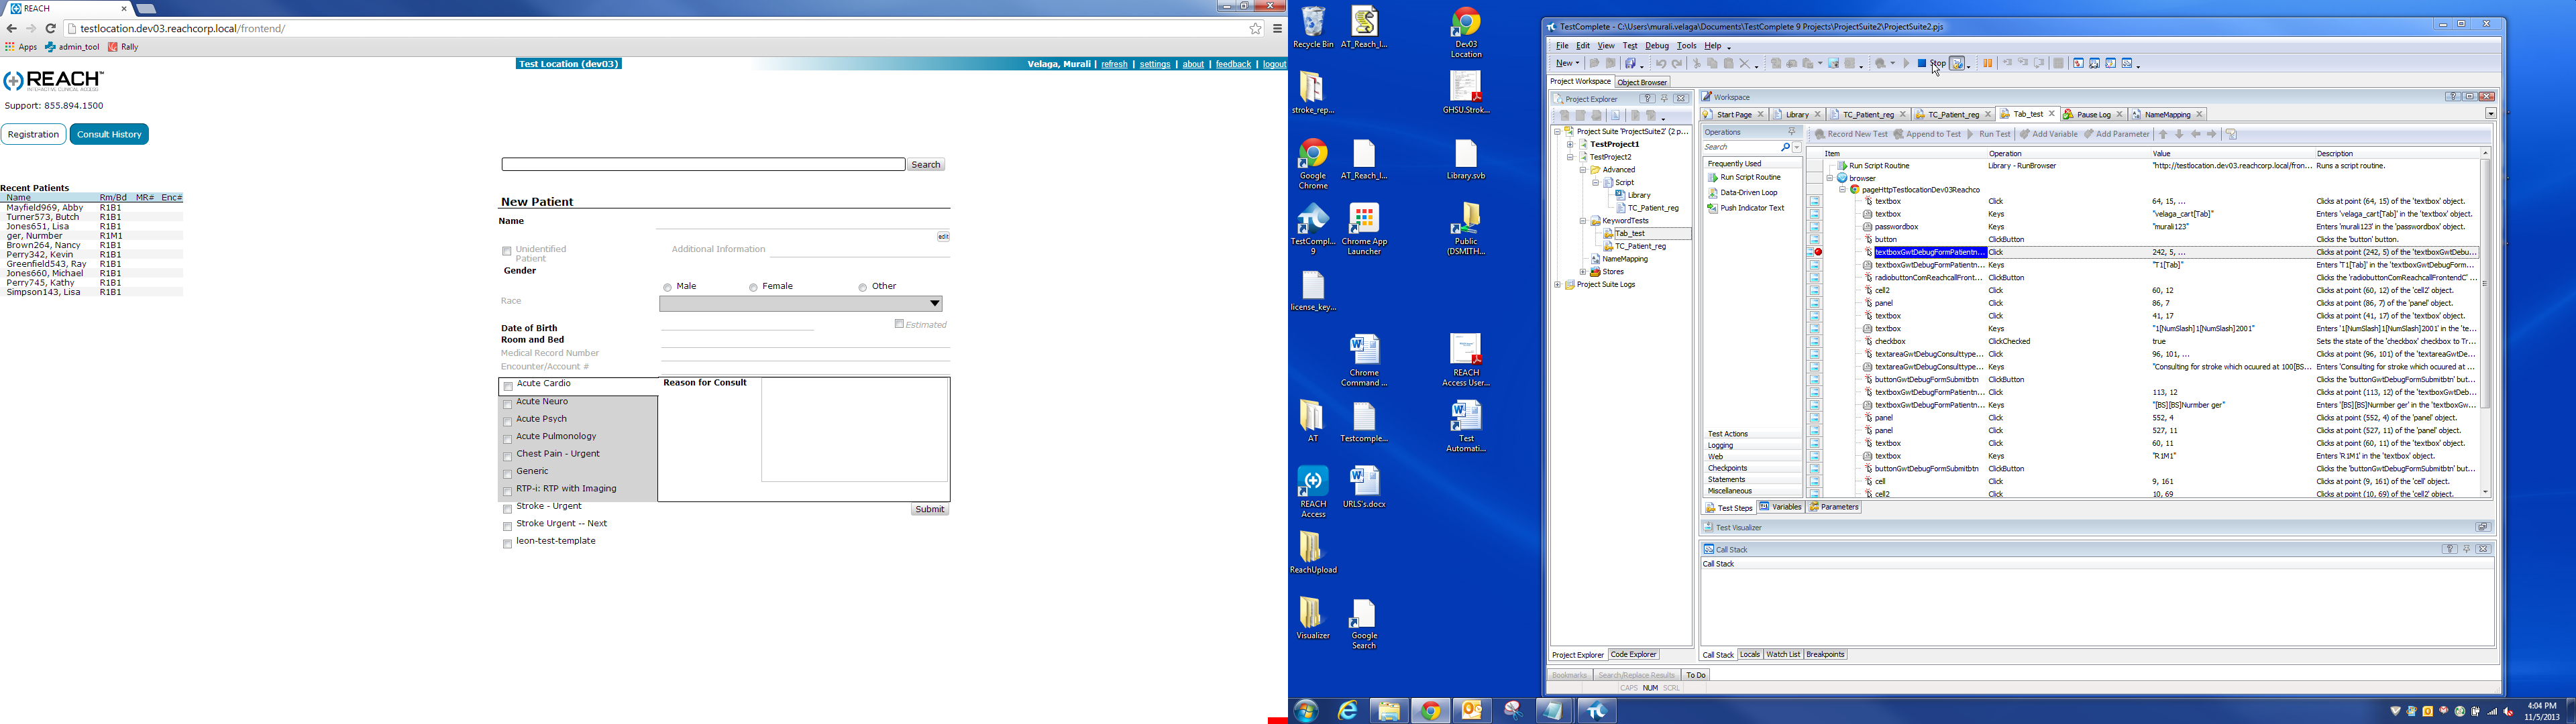 REACH
testlocation.dev03.reachcorp.local/frontend/
Apps admin_tool Rally
Test Location (dev03)
Velaga, Murali | refresh | settings | about | feedback | logout
REACH™
INTERACTIVE CLINICAL ACCESS
Support: 855.894.1500
Registration Consult History
Search
Recent Patients
Name Rm/Bd MR# Enc#
Mayfield969, Abby R1B1
Turner573, Butch R1B1
Jones651, Lisa R1B1
ger, Nurmber R1M1
Brown264, Nancy R1B1
Perry342, Kevin R1B1
Greenfield543, Ray R1B1
Jones660, Michael R1B1
Perry745, Kathy R1B1
Simpson143, Lisa R1B1
New Patient
Name
edit
Unidentified Patient Additional Information
Gender
Male Female Other
Race
Date of Birth Estimated
Room and Bed
Medical Record Number
Encounter/Account #
Acute Cardio
Acute Neuro
Acute Psych
Acute Pulmonology
Chest Pain - Urgent
Generic
RTP-i: RTP with Imaging
Stroke - Urgent
Stroke Urgent -- Next
leon-test-template
Reason for Consult
Submit
Recycle Bin
AT_Reach_I...
Dev03 Location
stroke_rep...
GHSU.Strok...
Google Chrome
AT_Reach_I...
Library.svb
TestCompl... 9
Chrome App Launcher
Public (DSMITH...
license_key...
Chrome Command ...
REACH Access User...
AT
Testcomple...
Test Automati...
REACH Access
URLS's.docx
ReachUpload
Visualizer
Google Search
TestComplete - C:\Users\murali.velaga\Documents\TestComplete 9 Projects\ProjectSuite2\ProjectSuite2.pjs
File Edit View Test Debug Tools Help
New Stop
Project Workspace Object Browser
Project Explorer
Project Suite 'ProjectSuite2' (2 p...
TestProject1
TestProject2
Advanced
Script
Library
TC_Patient_reg
KeywordTests
Tab_test
TC_Patient_reg
NameMapping
Stores
Project Suite Logs
Project Explorer Code Explorer
Workspace
Start Page Library TC_Patient_reg TC_Patient_reg Tab_test Pause Log NameMapping
Operations
Search
Frequently Used
Run Script Routine
Data-Driven Loop
Push Indicator Text
Test Actions
Logging
Web
Checkpoints
Statements
Miscellaneous
Record New Test Append to Test Run Test Add Variable Add Parameter
Item Operation Value Description
Run Script Routine Library - RunBrowser "http://testlocation.dev03.reachcorp.local/fron... Runs a script routine.
browser
pageHttpTestlocationDev03Reachco
textbox Click 64, 15, ... Clicks at point (64, 15) of the 'textbox' object.
textbox Keys "velaga_cart[Tab]" Enters 'velaga_cart[Tab]' in the 'textbox' object.
passwordbox Keys "murali123" Enters 'murali123' in the 'passwordbox' object.
button ClickButton Clicks the 'button' button.
textboxGwtDebugFormPatientn... Click 242, 5, ... Clicks at point (242, 5) of the 'textboxGwtDebu...
textboxGwtDebugFormPatientn... Keys "T1[Tab]" Enters 'T1[Tab]' in the 'textboxGwtDebugForm...
radiobuttonComReachcallFront... ClickButton Clicks the 'radiobuttonComReachcallFrontendC' ...
cell2 Click 60, 12 Clicks at point (60, 12) of the 'cell2' object.
panel Click 86, 7 Clicks at point (86, 7) of the 'panel' object.
textbox Click 41, 17 Clicks at point (41, 17) of the 'textbox' object.
textbox Keys "1[NumSlash]1[NumSlash]2001" Enters '1[NumSlash]1[NumSlash]2001' in the 'te...
checkbox ClickChecked true Sets the state of the 'checkbox' checkbox to Tr...
textareaGwtDebugConsulttype... Click 96, 101, ... Clicks at point (96, 101) of the 'textareaGwtDe...
textareaGwtDebugConsulttype... Keys "Consulting for stroke which ocuured at 100[BS... Enters 'Consulting for stroke which ocuured at ...
buttonGwtDebugFormSubmitbtn ClickButton Clicks the 'buttonGwtDebugFormSubmitbtn' but...
textboxGwtDebugFormPatientn... Click 113, 12 Clicks at point (113, 12) of the 'textboxGwtDeb...
textboxGwtDebugFormPatientn... Keys "[BS][BS]Nurmber ger" Enters '[BS][BS]Nurmber ger' in the 'textboxGw...
panel Click 552, 4 Clicks at point (552, 4) of the 'panel' object.
panel Click 527, 11 Clicks at point (527, 11) of the 'panel' object.
textbox Click 60, 11 Clicks at point (60, 11) of the 'textbox' object.
textbox Keys "R1M1" Enters 'R1M1' in the 'textbox' object.
buttonGwtDebugFormSubmitbtn ClickButton Clicks the 'buttonGwtDebugFormSubmitbtn' but...
cell Click 9, 161 Clicks at point (9, 161) of the 'cell' object.
cell2 Click 10, 69 Clicks at point (10, 69) of the 'cell2' object.
Test Steps Variables Parameters
Test Visualizer
Call Stack
Call Stack
Call Stack Locals Watch List Breakpoints
Bookmarks Search/Replace Results To Do
CAPS NUM SCRL
4:04 PM
11/5/2013